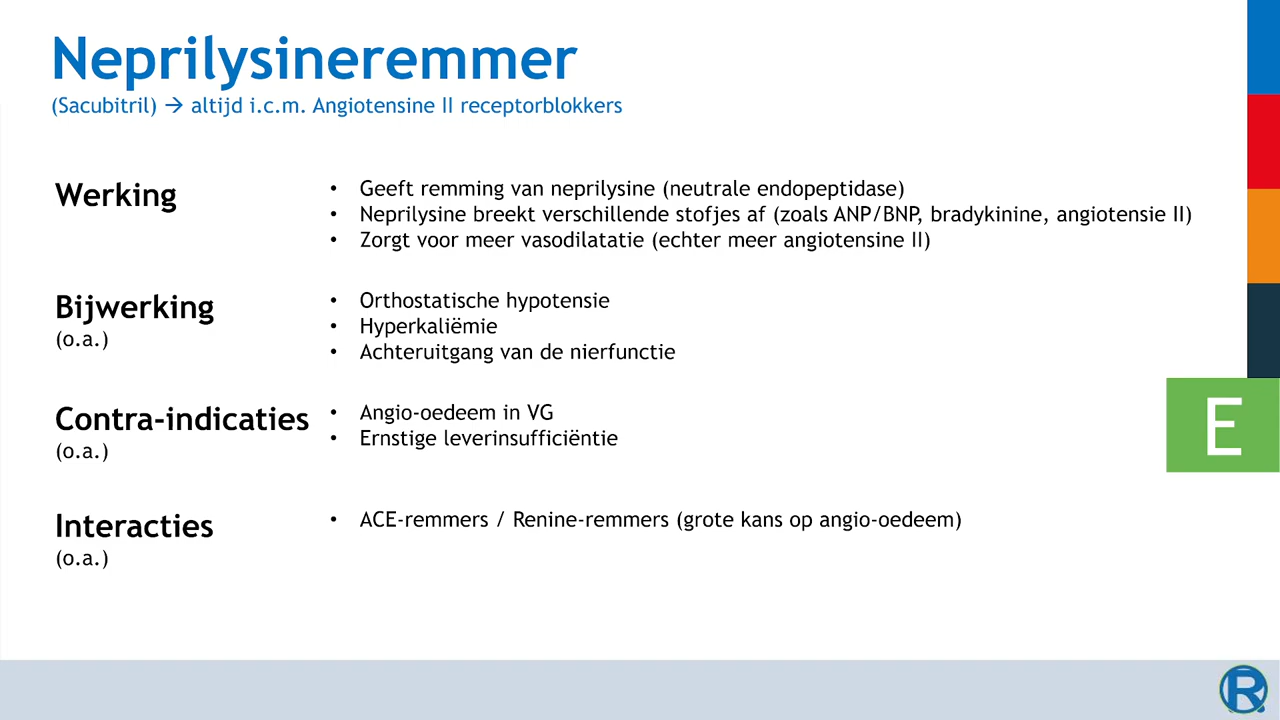 Neprilysineremmer
(Sacubitril) → altijd i.c.m. Angiotensine II receptorblokkers
Werking
• Geeft remming van neprilysine (neutrale endopeptidase)
• Neprilysine breekt verschillende stofjes af (zoals ANP/BNP, bradykinine, angiotensie II)
• Zorgt voor meer vasodilatatie (echter meer angiotensine II)
Bijwerking
(o.a.)
• Orthostatische hypotensie
• Hyperkaliëmie
• Achteruitgang van de nierfunctie
Contra-indicaties
(o.a.)
• Angio-oedeem in VG
• Ernstige leverinsufficiëntie
E
Interacties
(o.a.)
• ACE-remmers / Renine-remmers (grote kans op angio-oedeem)
R